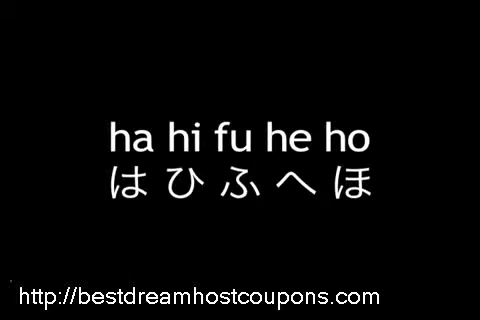 ha hi fu he ho
は ひ ふ へ ほ
http://bestdreamhostcoupons.com